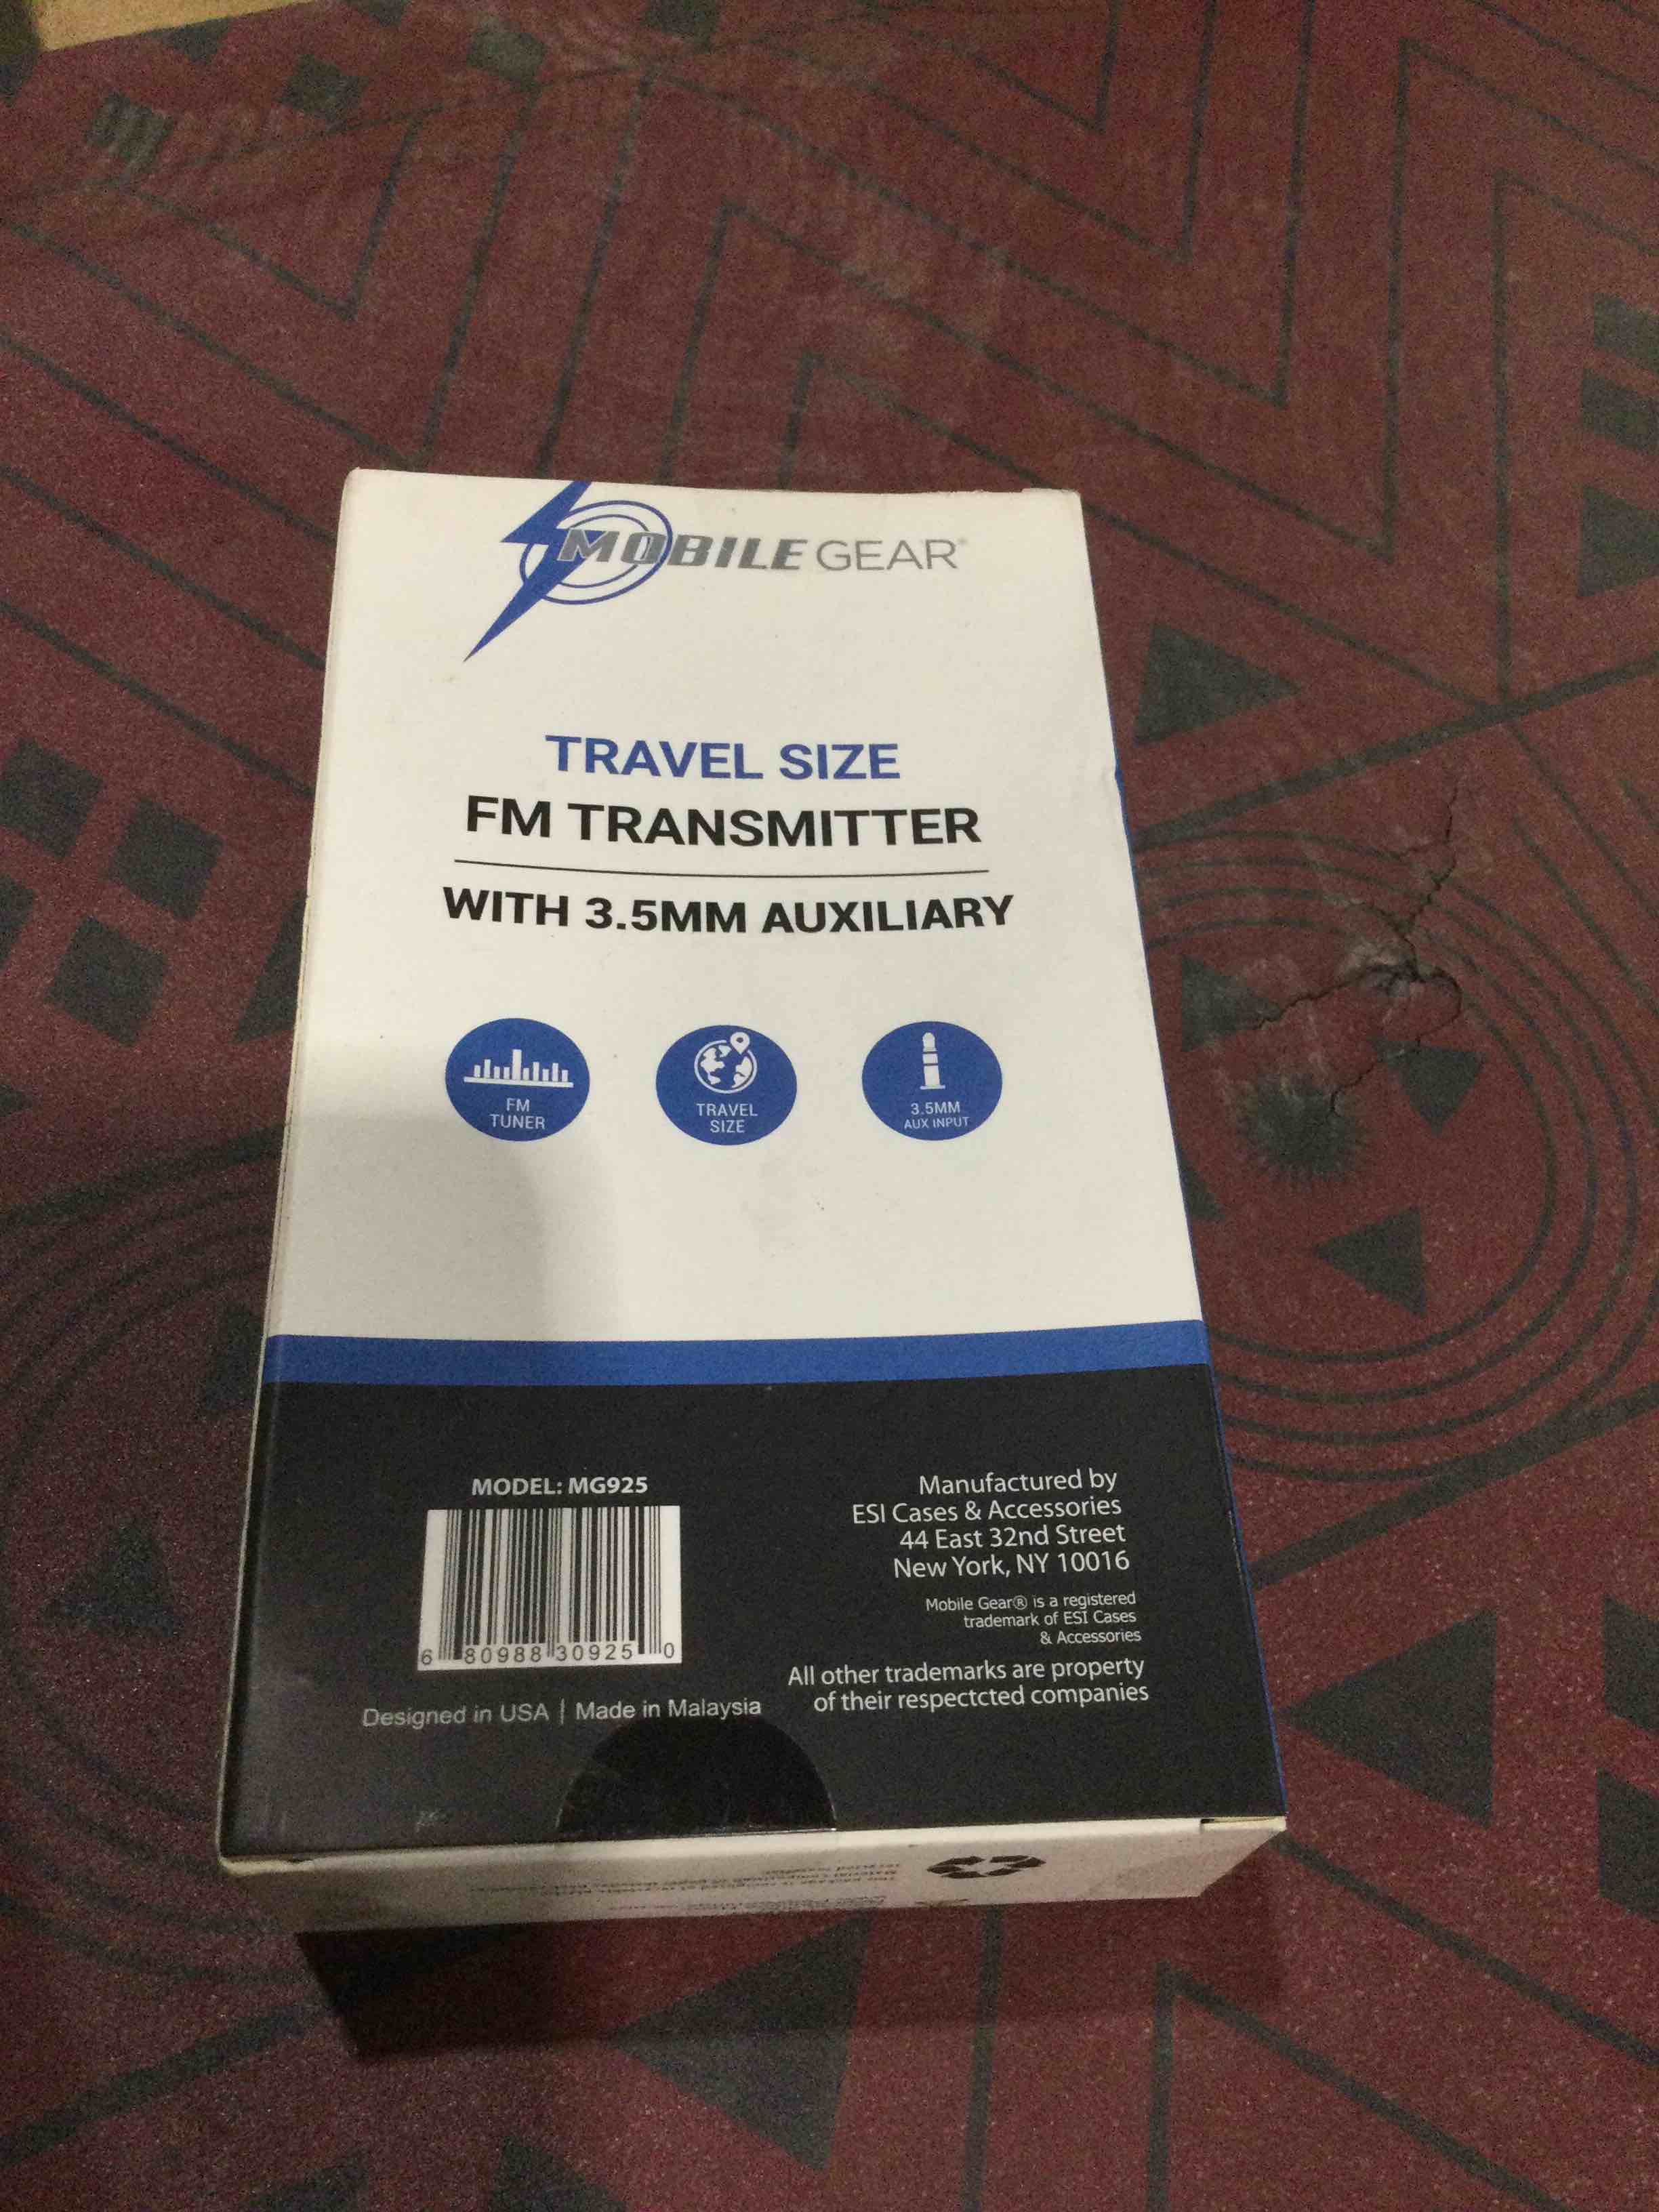 MOBILE GEAR®
TRAVEL SIZE
FM TRANSMITTER
WITH 3.5MM AUXILIARY
FM
TUNER
TRAVEL
SIZE
3.5MM
AUX INPUT
MODEL: MG925
6 80988 30925 0
Designed in USA | Made in Malaysia
Manufactured by
ESI Cases & Accessories
44 East 32nd Street
New York, NY 10016
Mobile Gear® is a registered
trademark of ESI Cases
& Accessories
All other trademarks are property
of their respectcted companies